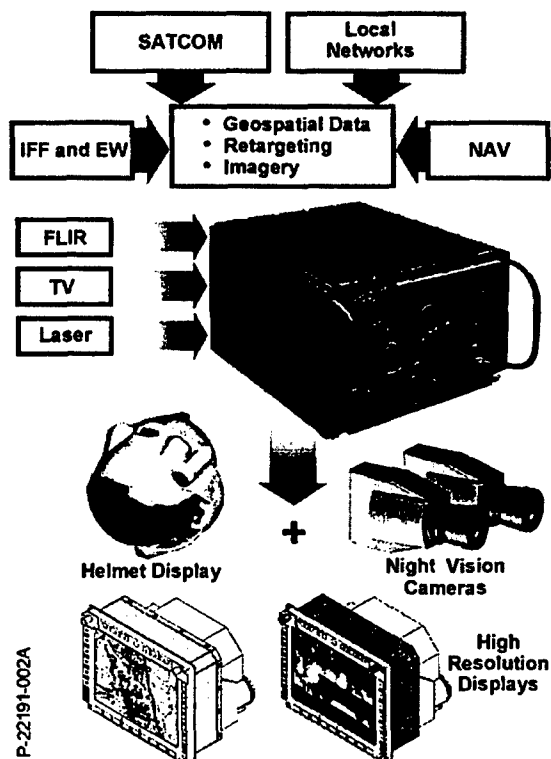 SATCOM
Local
Networks
IFF and EW
• Geospatial Data
• Retargeting
• Imagery
NAV
FLIR
TV
Laser
+
Helmet Display
Night Vision
Cameras
High
Resolution
Displays
P-22191-002A